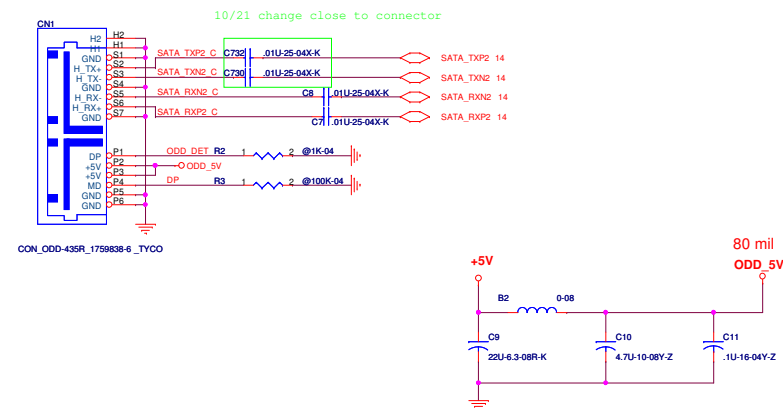 10/21 change close to connector
CN1
H2 H2
H1 H1
GND S1 SATA_TXP2_C C732 .01U-25-04X-K SATA_TXP2 14
H_TX+ S2
H_TX- S3 SATA_TXN2_C C730 .01U-25-04X-K SATA_TXN2 14
GND S4
H_RX- S5 SATA_RXN2_C C8 .01U-25-04X-K SATA_RXN2 14
H_RX+ S6
GND S7 SATA_RXP2_C C7 .01U-25-04X-K SATA_RXP2 14
DP P1 ODD_DET R2 1 2 @1K-04
+5V P2 ODD_5V
+5V P3
MD P4 DP R3 1 2 @100K-04
GND P5
GND P6
CON_ODD-435R_1759838-6 _TYCO
80 mil
+5V ODD_5V
B2 0-08
C9 C10 C11
22U-6.3-08R-K 4.7U-10-08Y-Z .1U-16-04Y-Z